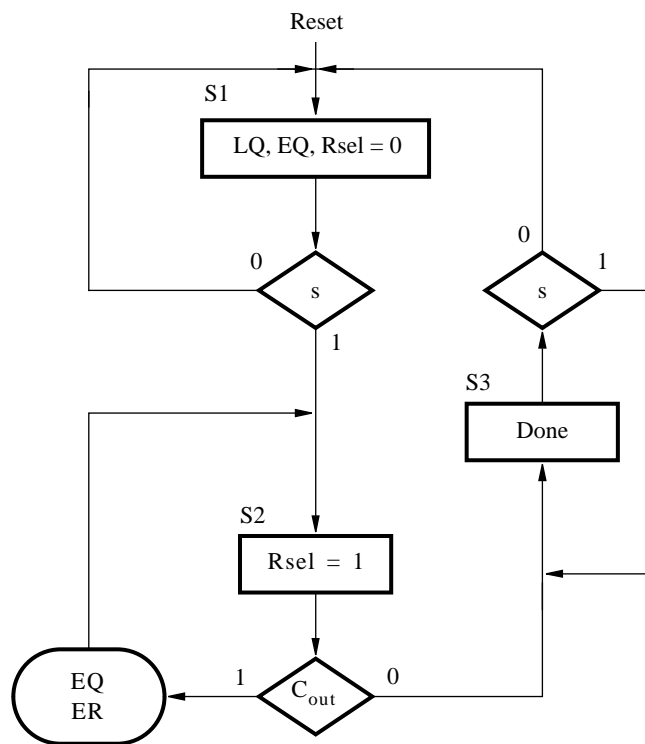 Reset
S1
LQ, EQ, Rsel = 0
0
s
1
0
s
1
S3
Done
S2
Rsel = 1
C_out
1
0
EQ
ER